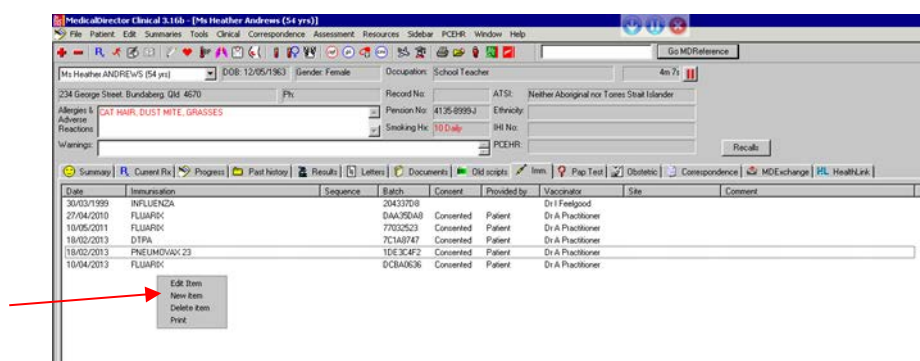 MedicalDirector Clinical 3.16b - [Ms Heather Andrews (54 yrs)]
File Patient Edit Summaries Tools Clinical Correspondence Assessment Resources Sidebar PCEHR Window Help
Go MDReference
Ms Heather ANDREWS (54 yrs) DOB: 12/05/1963 Gender: Female Occupation: School Teacher 4m 7s
234 George Street. Bundaberg. Qld 4670 Ph: Record No: ATSI: Neither Aboriginal nor Torres Strait Islander
Allergies & Adverse Reactions: CAT HAIR, DUST MITE, GRASSES Pension No: 4135-8999-J Ethnicity:
Smoking Hx: 10 Daily IHI No:
Warnings: PCEHR: Recalls
Summary Current Rx Progress Past history Results Letters Documents Old scripts Imm. Pap Test Obstetric Correspondence MDExchange HL HealthLink
Date Immunisation Sequence Batch Consent Provided by Vaccinator Site Comment
30/03/1999 INFLUENZA 204337D8 Dr I Feelgood
27/04/2010 FLUARIX DAA35DA8 Consented Patient Dr A Practitioner
10/05/2011 FLUARIX 77032523 Consented Patient Dr A Practitioner
18/02/2013 DTPA 7C1A8747 Consented Patient Dr A Practitioner
18/02/2013 PNEUMOVAX 23 1DE3C4F2 Consented Patient Dr A Practitioner
10/04/2013 FLUARIX DCBA0636 Consented Patient Dr A Practitioner
Edit Item
New item
Delete item
Print